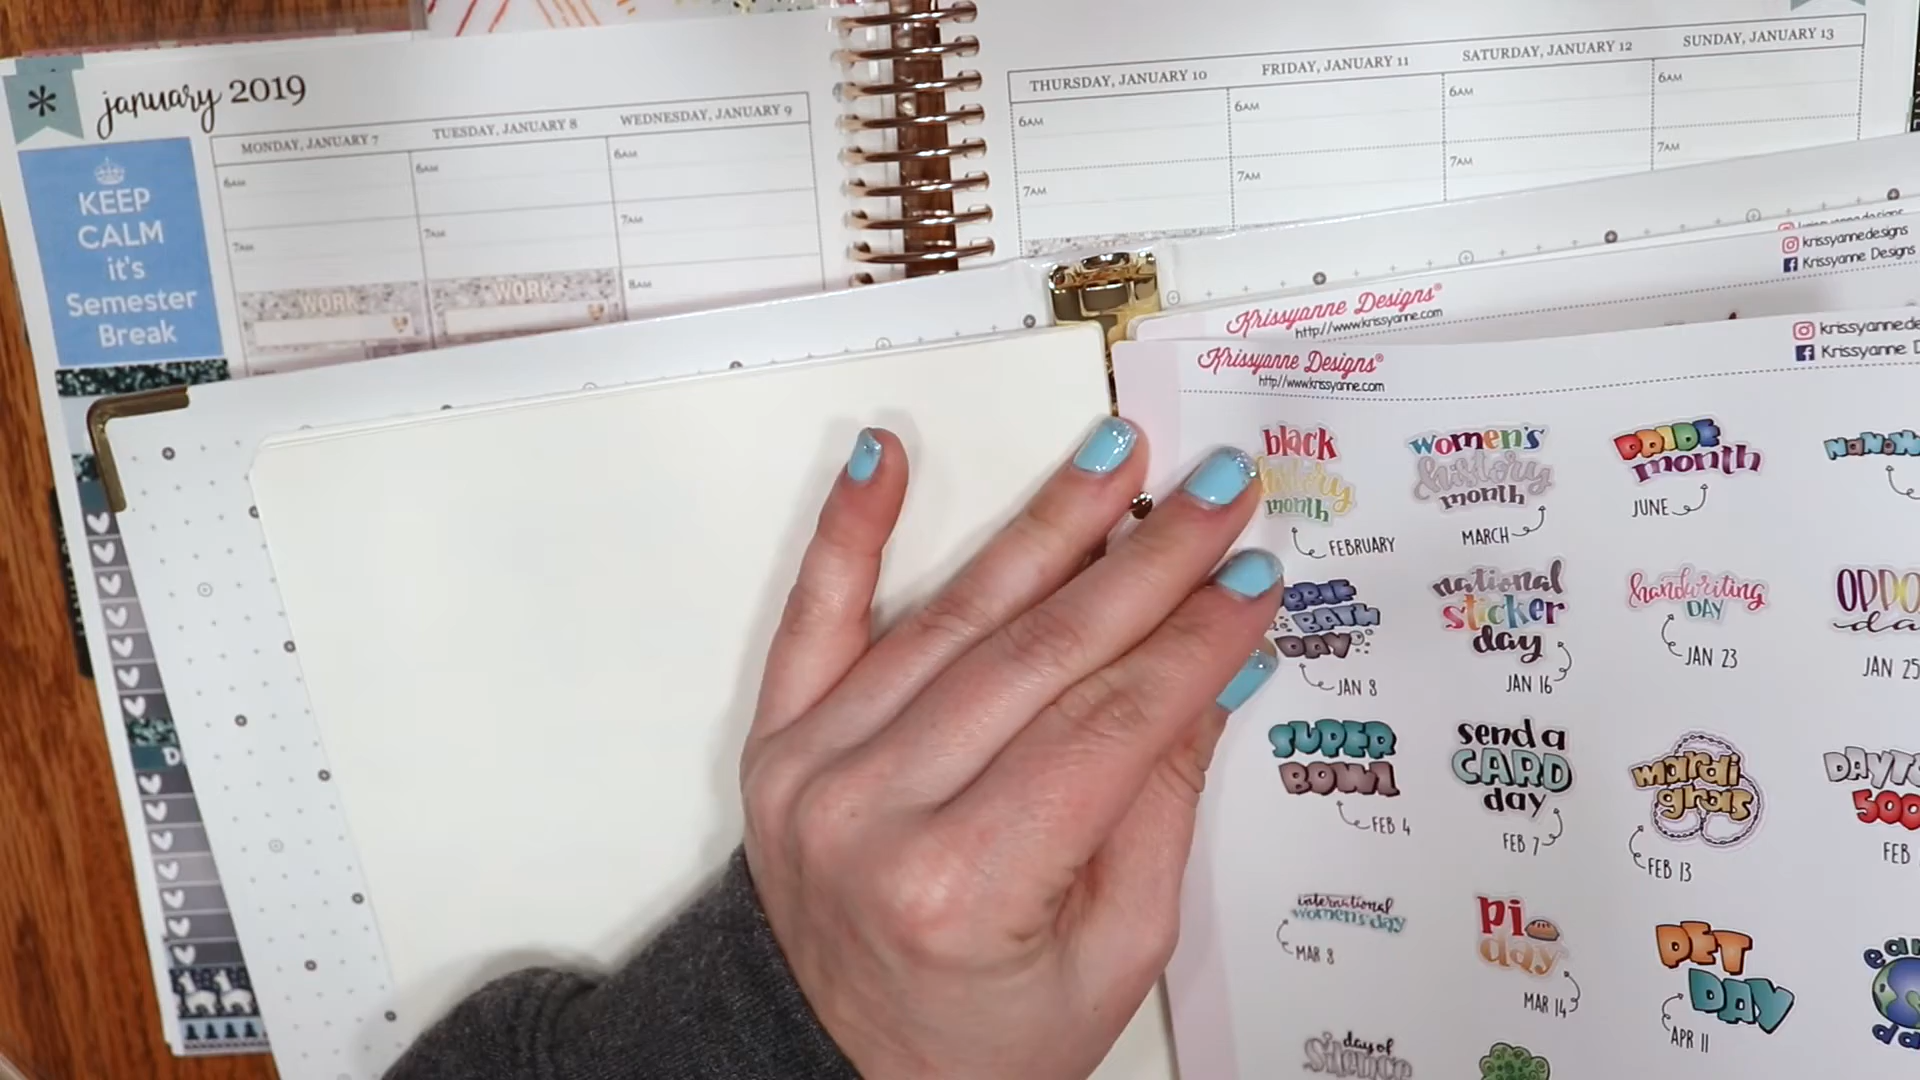 january 2019
MONDAY, JANUARY 7
TUESDAY, JANUARY 8
WEDNESDAY, JANUARY 9
6AM
6AM
6AM
7AM
7AM
7AM
8AM
WORK
WORK
KEEP
CALM
it's
Semester
Break
THURSDAY, JANUARY 10
FRIDAY, JANUARY 11
SATURDAY, JANUARY 12
SUNDAY, JANUARY 13
6AM
6AM
6AM
6AM
7AM
7AM
7AM
7AM
krissyannedesigns
Krissyanne Designs
Krissyanne Designs®
http://www.krissyanne.com
Krissyanne Designs®
http://www.krissyanne.com
Krissyanne
black
history
month
FEBRUARY
women's
history
month
MARCH
PRIDE
month
JUNE
BATH
DAY
JAN 8
national
sticker
day
JAN 16
handwriting
DAY
JAN 23
JAN 25
SUPER
BOWL
FEB 4
send a
CARD
day
FEB 7
mardi
gras
FEB 13
500
FEB
international
women's day
MAR 8
pi
day
MAR 14
PET
DAY
APR 11
day of
Silence